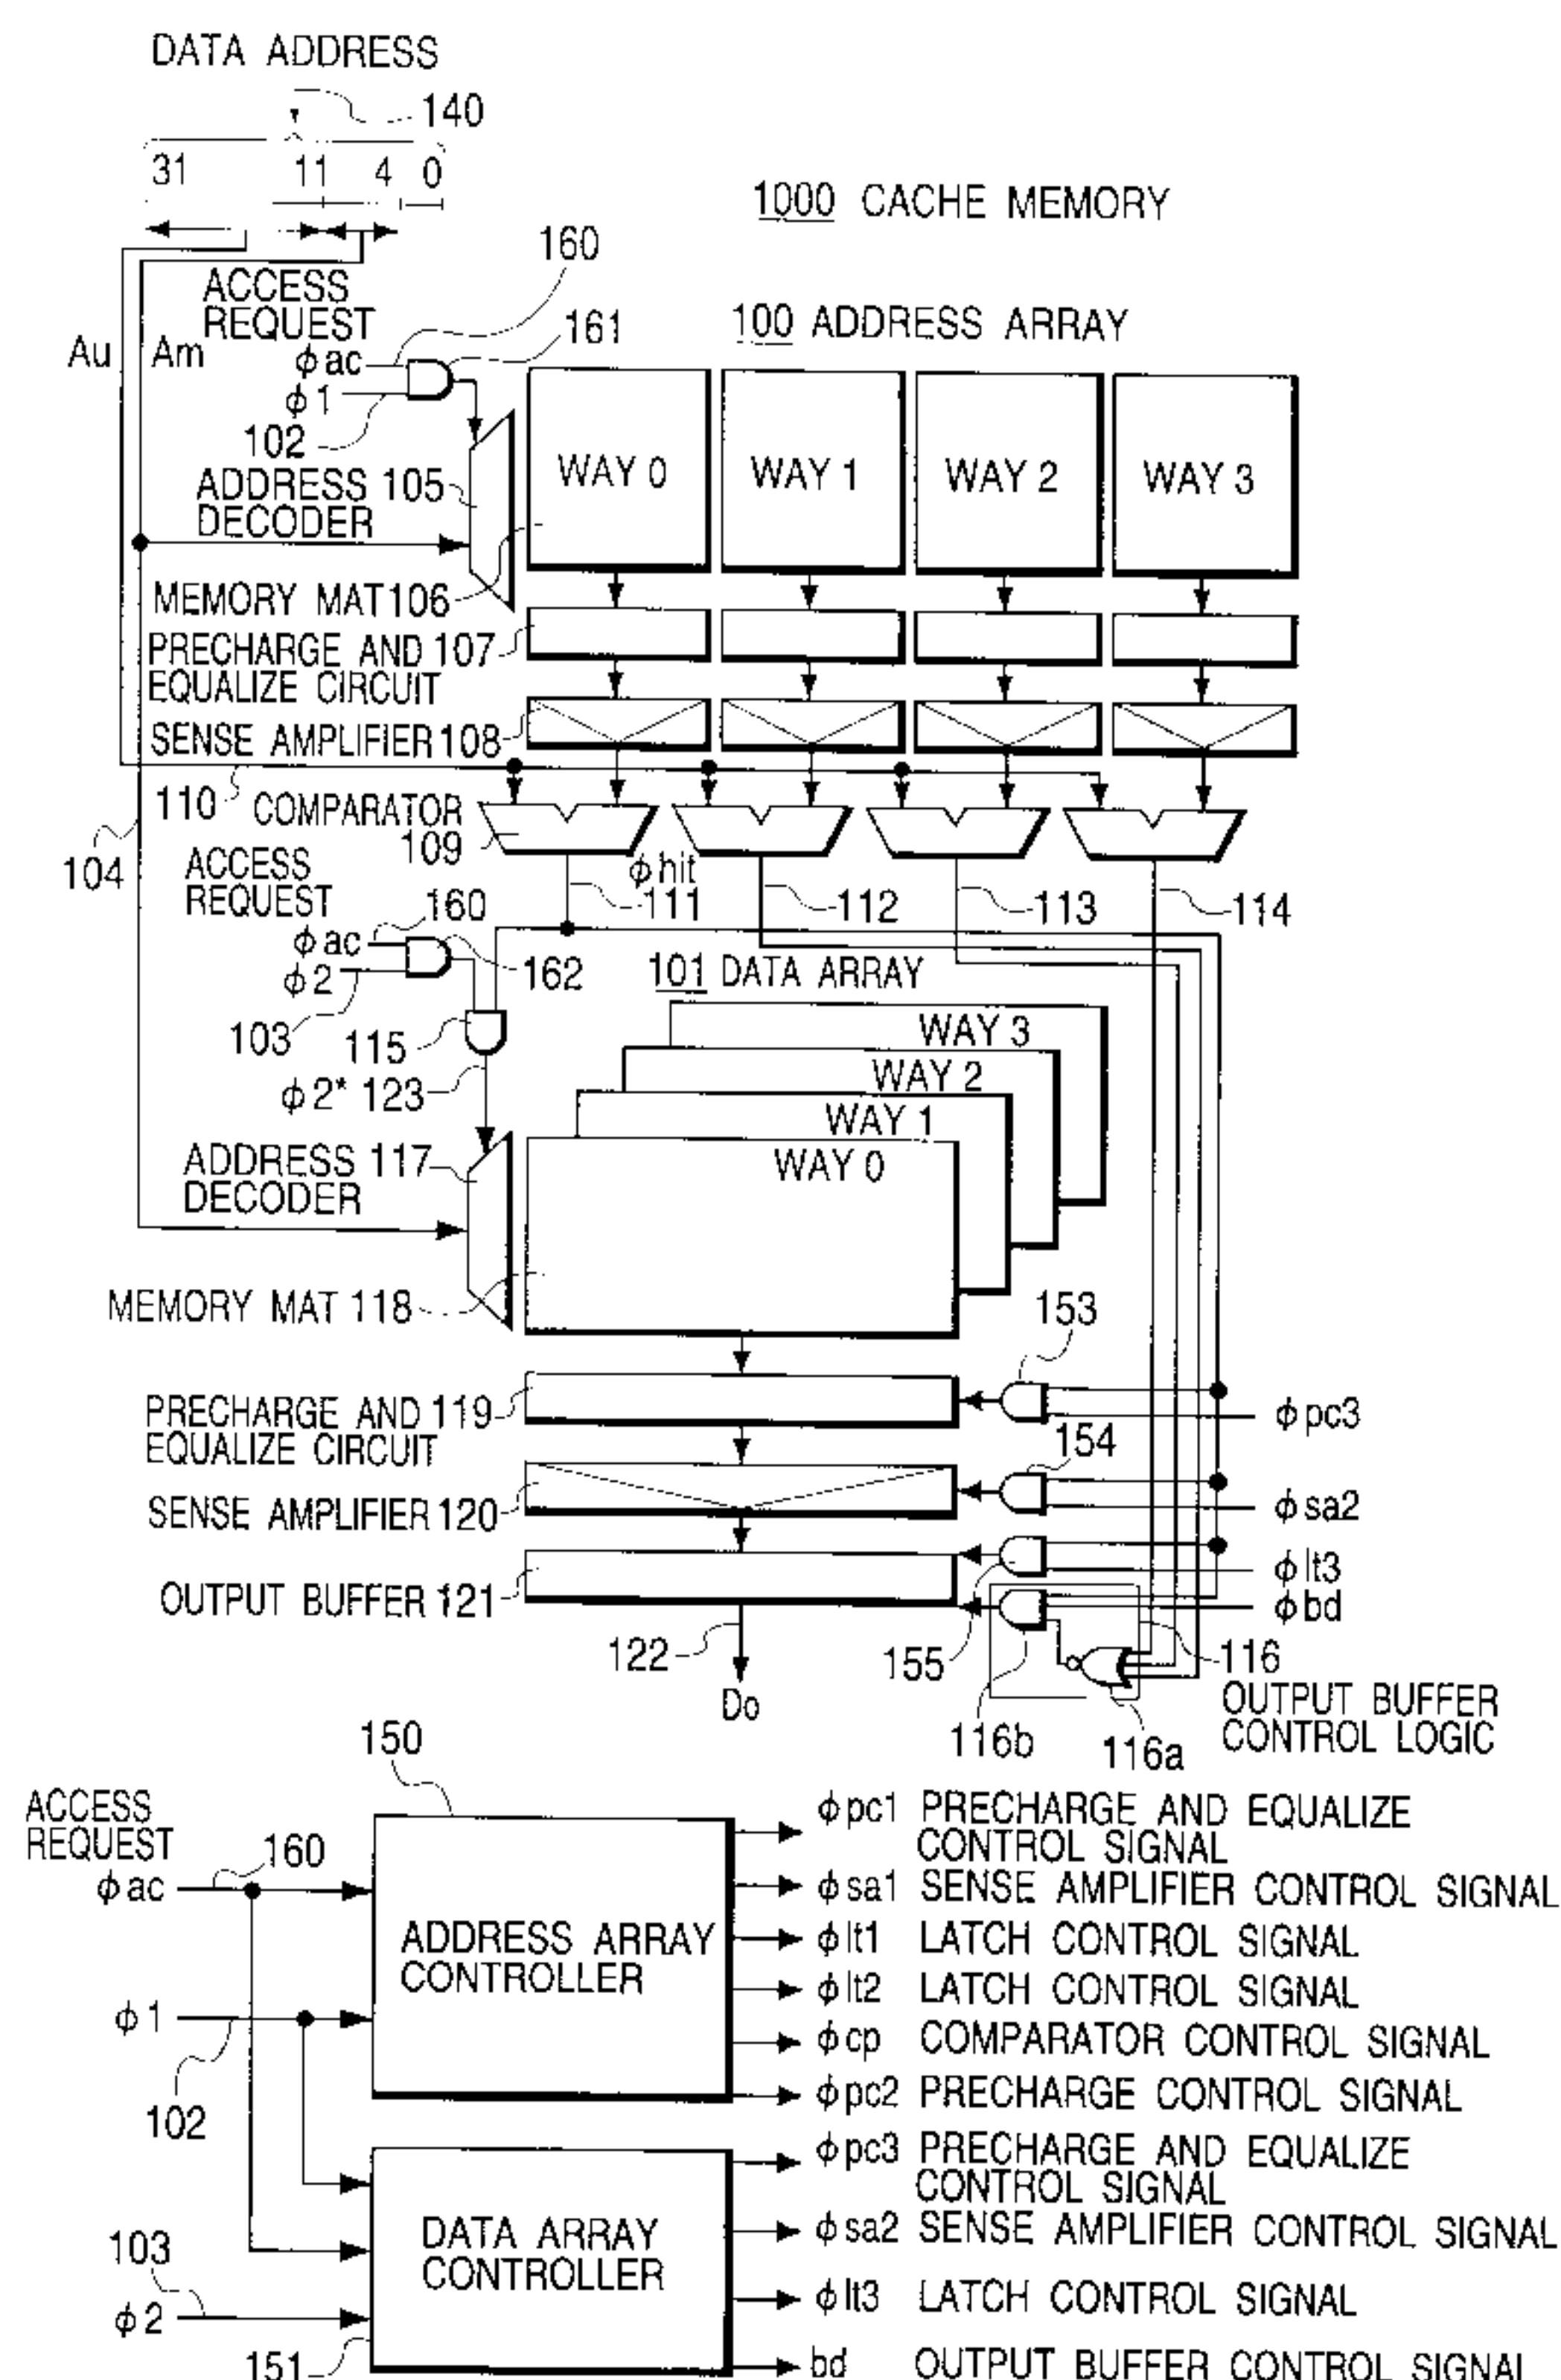 DATA ADDRESS
140
31 11 4 0
1000 CACHE MEMORY
160
ACCESS
REQUEST
100 ADDRESS ARRAY
161
Au Am
ϕac
ϕ1
102
WAY 0 WAY 1 WAY 2 WAY 3
ADDRESS 105
DECODER
MEMORY MAT 106
PRECHARGE AND 107
EQUALIZE CIRCUIT
SENSE AMPLIFIER 108
110 COMPARATOR
109
104
ϕhit
111 112 113 114
ACCESS
REQUEST
160
ϕac
ϕ2
162
101 DATA ARRAY
103 115
WAY 3
WAY 2
ϕ2* 123
WAY 1
ADDRESS 117
DECODER
WAY 0
MEMORY MAT 118
153
PRECHARGE AND 119
EQUALIZE CIRCUIT
ϕpc3
154
SENSE AMPLIFIER 120
ϕsa2
ϕlt3
OUTPUT BUFFER 121
ϕbd
122
155
116
Do
OUTPUT BUFFER
CONTROL LOGIC
116b 116a
150
ACCESS
REQUEST
160
ϕac
ϕ1
102
ADDRESS ARRAY
CONTROLLER
ϕpc1 PRECHARGE AND EQUALIZE
CONTROL SIGNAL
ϕsa1 SENSE AMPLIFIER CONTROL SIGNAL
ϕlt1 LATCH CONTROL SIGNAL
ϕlt2 LATCH CONTROL SIGNAL
ϕcp COMPARATOR CONTROL SIGNAL
ϕpc2 PRECHARGE CONTROL SIGNAL
103
ϕ2
151
DATA ARRAY
CONTROLLER
ϕpc3 PRECHARGE AND EQUALIZE
CONTROL SIGNAL
ϕsa2 SENSE AMPLIFIER CONTROL SIGNAL
ϕlt3 LATCH CONTROL SIGNAL
bd OUTPUT BUFFER CONTROL SIGNAL